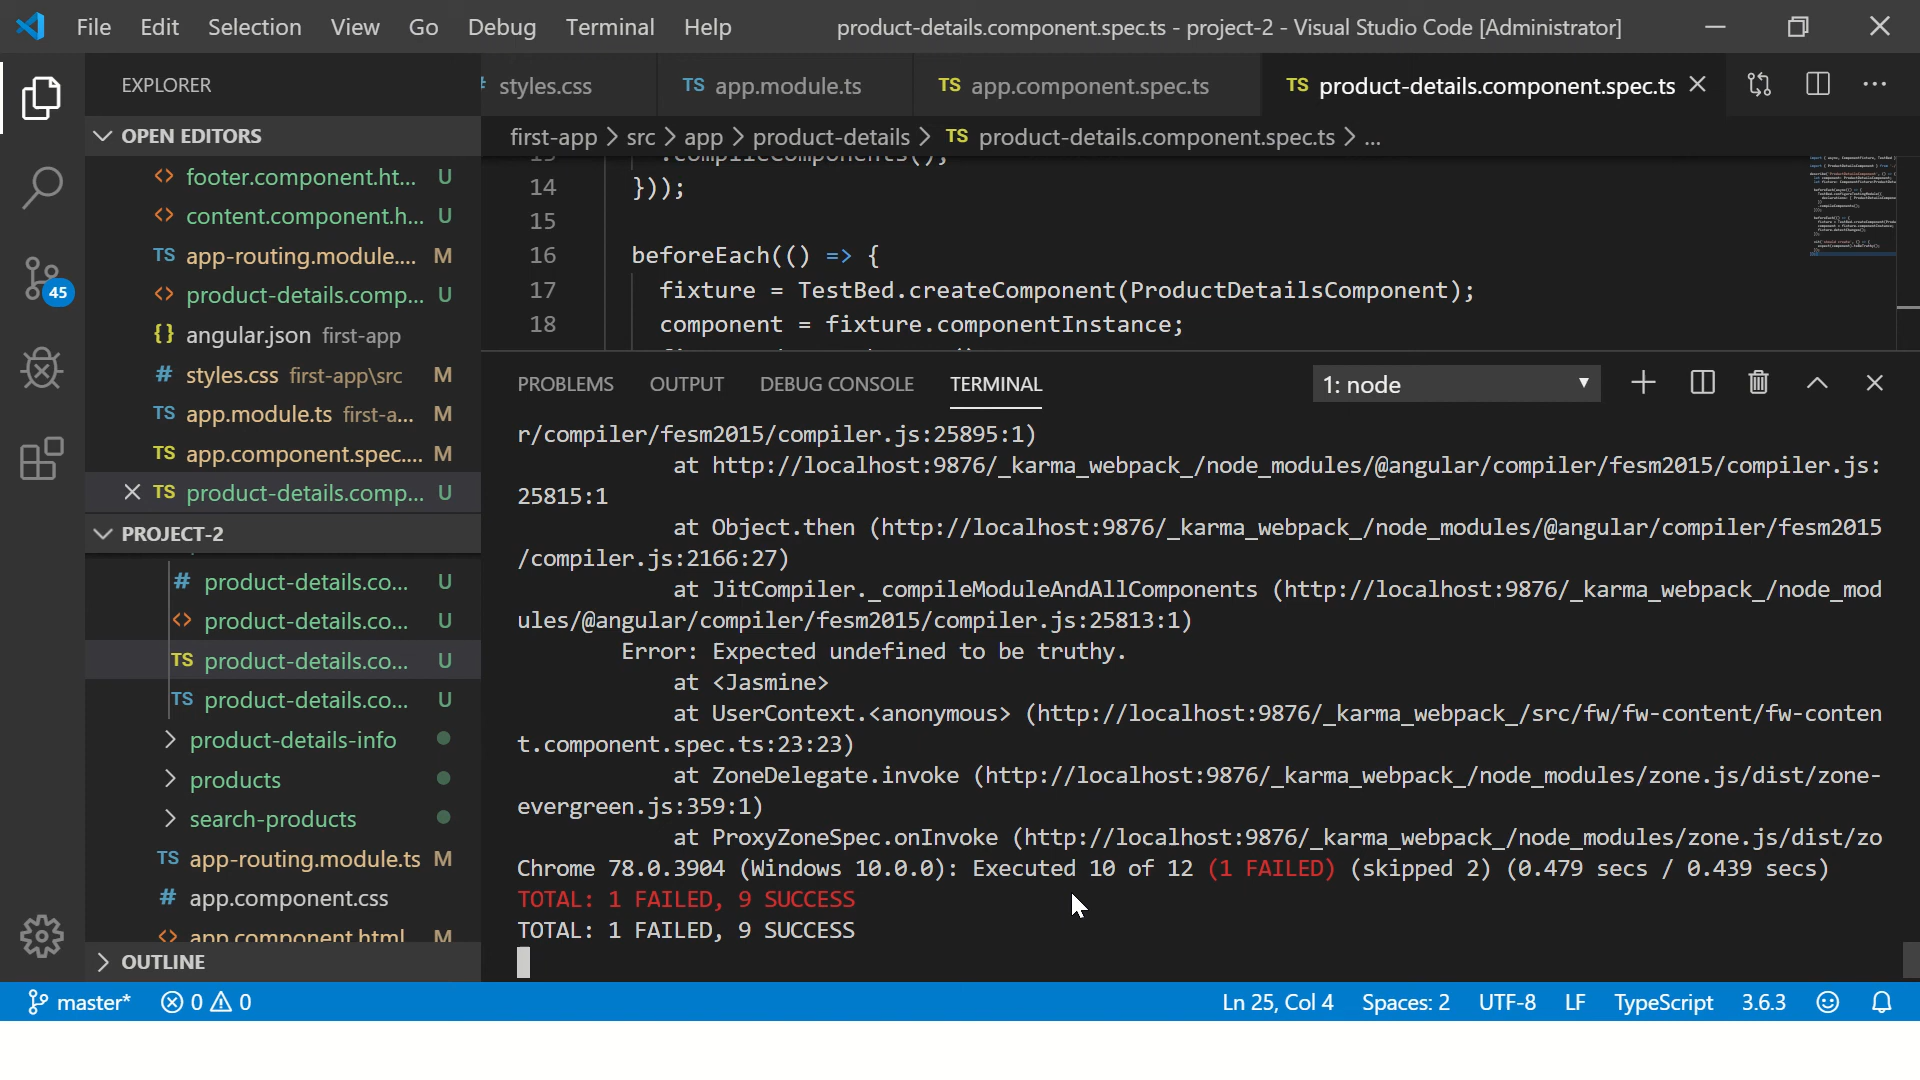 File Edit Selection View Go Debug Terminal Help product-details.component.spec.ts - project-2 - Visual Studio Code [Administrator]
EXPLORER
styles.css TS app.module.ts TS app.component.spec.ts TS product-details.component.spec.ts
OPEN EDITORS
first-app > src > app > product-details > TS product-details.component.spec.ts > ...
footer.component.ht... U
content.component.h... U
TS app-routing.module.... M
product-details.comp... U
{} angular.json first-app
# styles.css first-app\src M
TS app.module.ts first-a... M
TS app.component.spec.... M
TS product-details.comp... U
45
PROJECT-2
# product-details.co... U
<> product-details.co... U
TS product-details.co... U
TS product-details.co... U
> product-details-info
> products
> search-products
TS app-routing.module.ts M
# app.component.css
<> app.component.html M
> OUTLINE
.compileComponents();
14 }));
15
16 beforeEach(() => {
17 fixture = TestBed.createComponent(ProductDetailsComponent);
18 component = fixture.componentInstance;
PROBLEMS OUTPUT DEBUG CONSOLE TERMINAL 1: node
r/compiler/fesm2015/compiler.js:25895:1)
at http://localhost:9876/_karma_webpack_/node_modules/@angular/compiler/fesm2015/compiler.js:
25815:1
at Object.then (http://localhost:9876/_karma_webpack_/node_modules/@angular/compiler/fesm2015
/compiler.js:2166:27)
at JitCompiler._compileModuleAndAllComponents (http://localhost:9876/_karma_webpack_/node_mod
ules/@angular/compiler/fesm2015/compiler.js:25813:1)
Error: Expected undefined to be truthy.
at <Jasmine>
at UserContext.<anonymous> (http://localhost:9876/_karma_webpack_/src/fw/fw-content/fw-conten
t.component.spec.ts:23:23)
at ZoneDelegate.invoke (http://localhost:9876/_karma_webpack_/node_modules/zone.js/dist/zone-
evergreen.js:359:1)
at ProxyZoneSpec.onInvoke (http://localhost:9876/_karma_webpack_/node_modules/zone.js/dist/zo
Chrome 78.0.3904 (Windows 10.0.0): Executed 10 of 12 (1 FAILED) (skipped 2) (0.479 secs / 0.439 secs)
TOTAL: 1 FAILED, 9 SUCCESS
TOTAL: 1 FAILED, 9 SUCCESS
master* 0 0 Ln 25, Col 4 Spaces: 2 UTF-8 LF TypeScript 3.6.3